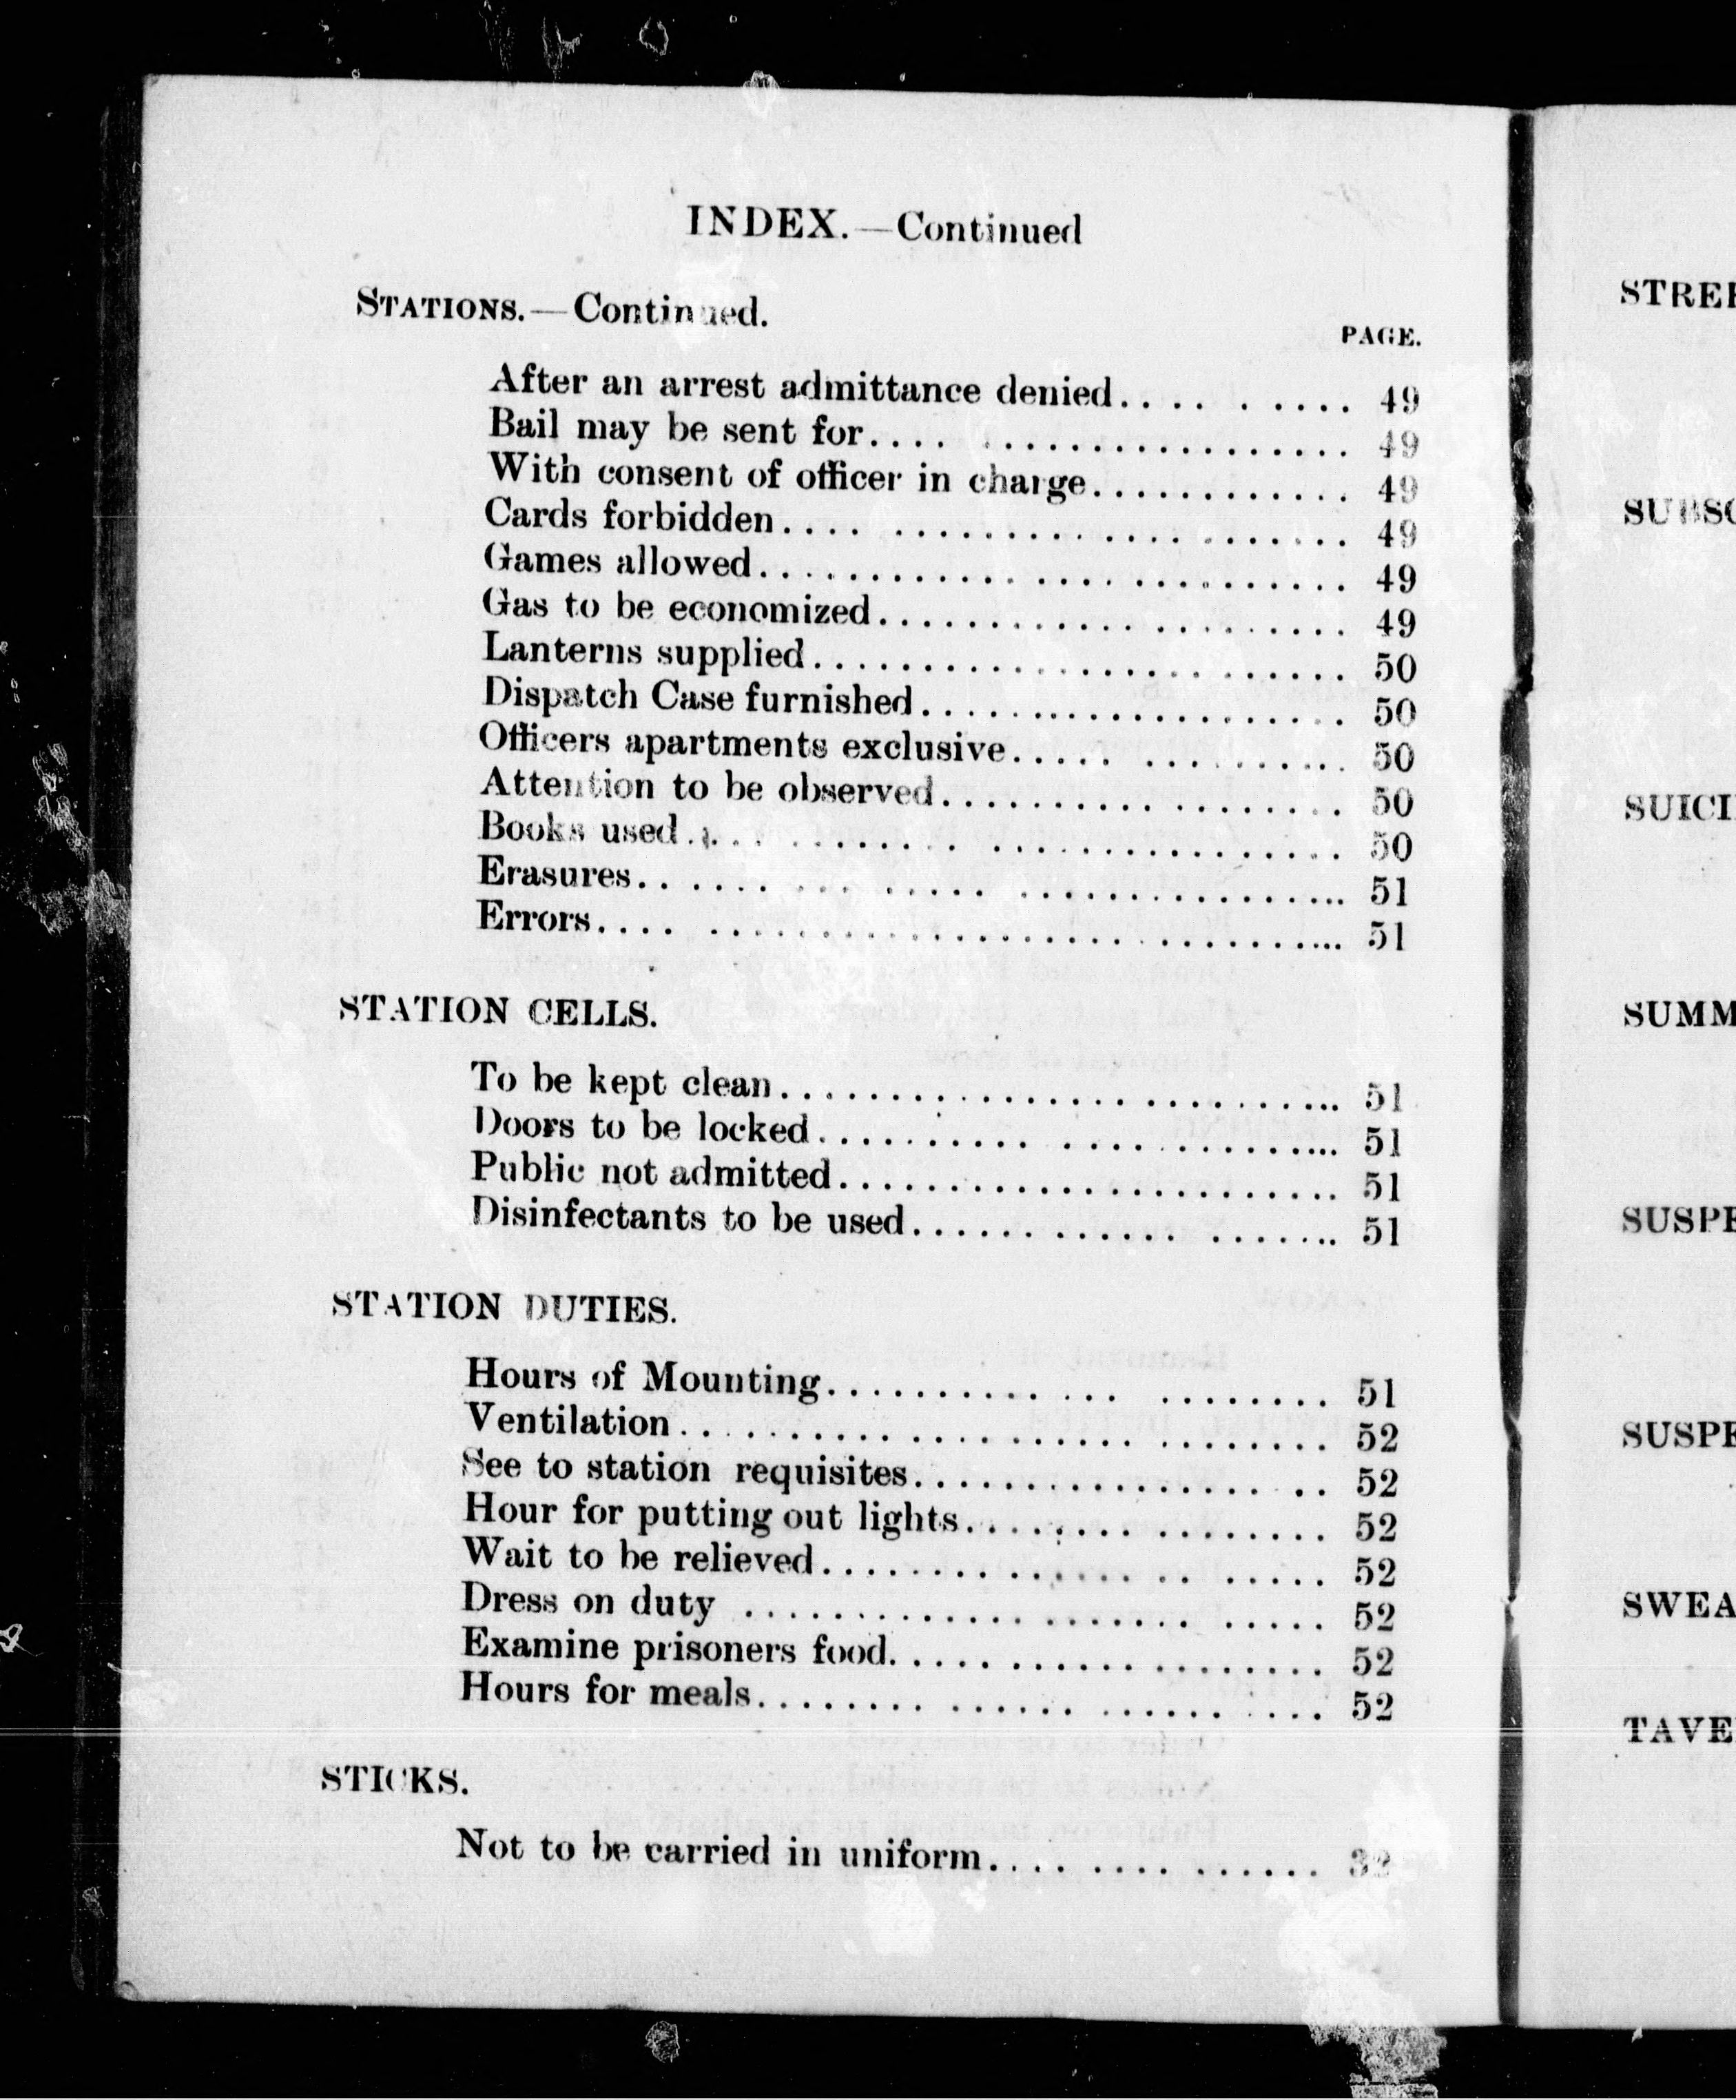 INDEX.—Continued
STATIONS.—Continued.
PAGE.
After an arrest admittance denied.... . .... 49
Bail may be sent for.... ................. 49
With consent of officer in charge............ 49
Cards forbidden.... .................... 49
Games allowed.......................... 49
Gas to be economized..................... 49
Lanterns supplied........................ 50
Dispatch Case furnished................... 50
Officers apartments exclusive..... .......... 50
Attention to be observed.................. 50
Books used... ....... ................ 50
Erasures.. .... ... ..... ................. 51
Errors.... ............................ 51
STATION CELLS.
To be kept clean......................... 51
Doors to be locked.......... ............. 51
Public not admitted....................... 51
Disinfectants to be used...... ...... ....... 51
STATION DUTIES.
Hours of Mounting.......... ... ........ 51
Ventilation.................... ........ 52
See to station requisites................ .. 52
Hour for putting out lights................. 52
Wait to be relieved................. ..... 52
Dress on duty .................... ..... 52
Examine prisoners food.................... 52
Hours for meals........ ...... ...... .... 52
STICKS.
Not to be carried in uniform.... .... ......
STREE
SUBSC
SUICI
SUMM
SUSPE
SUSPE
SWEA
TAVE